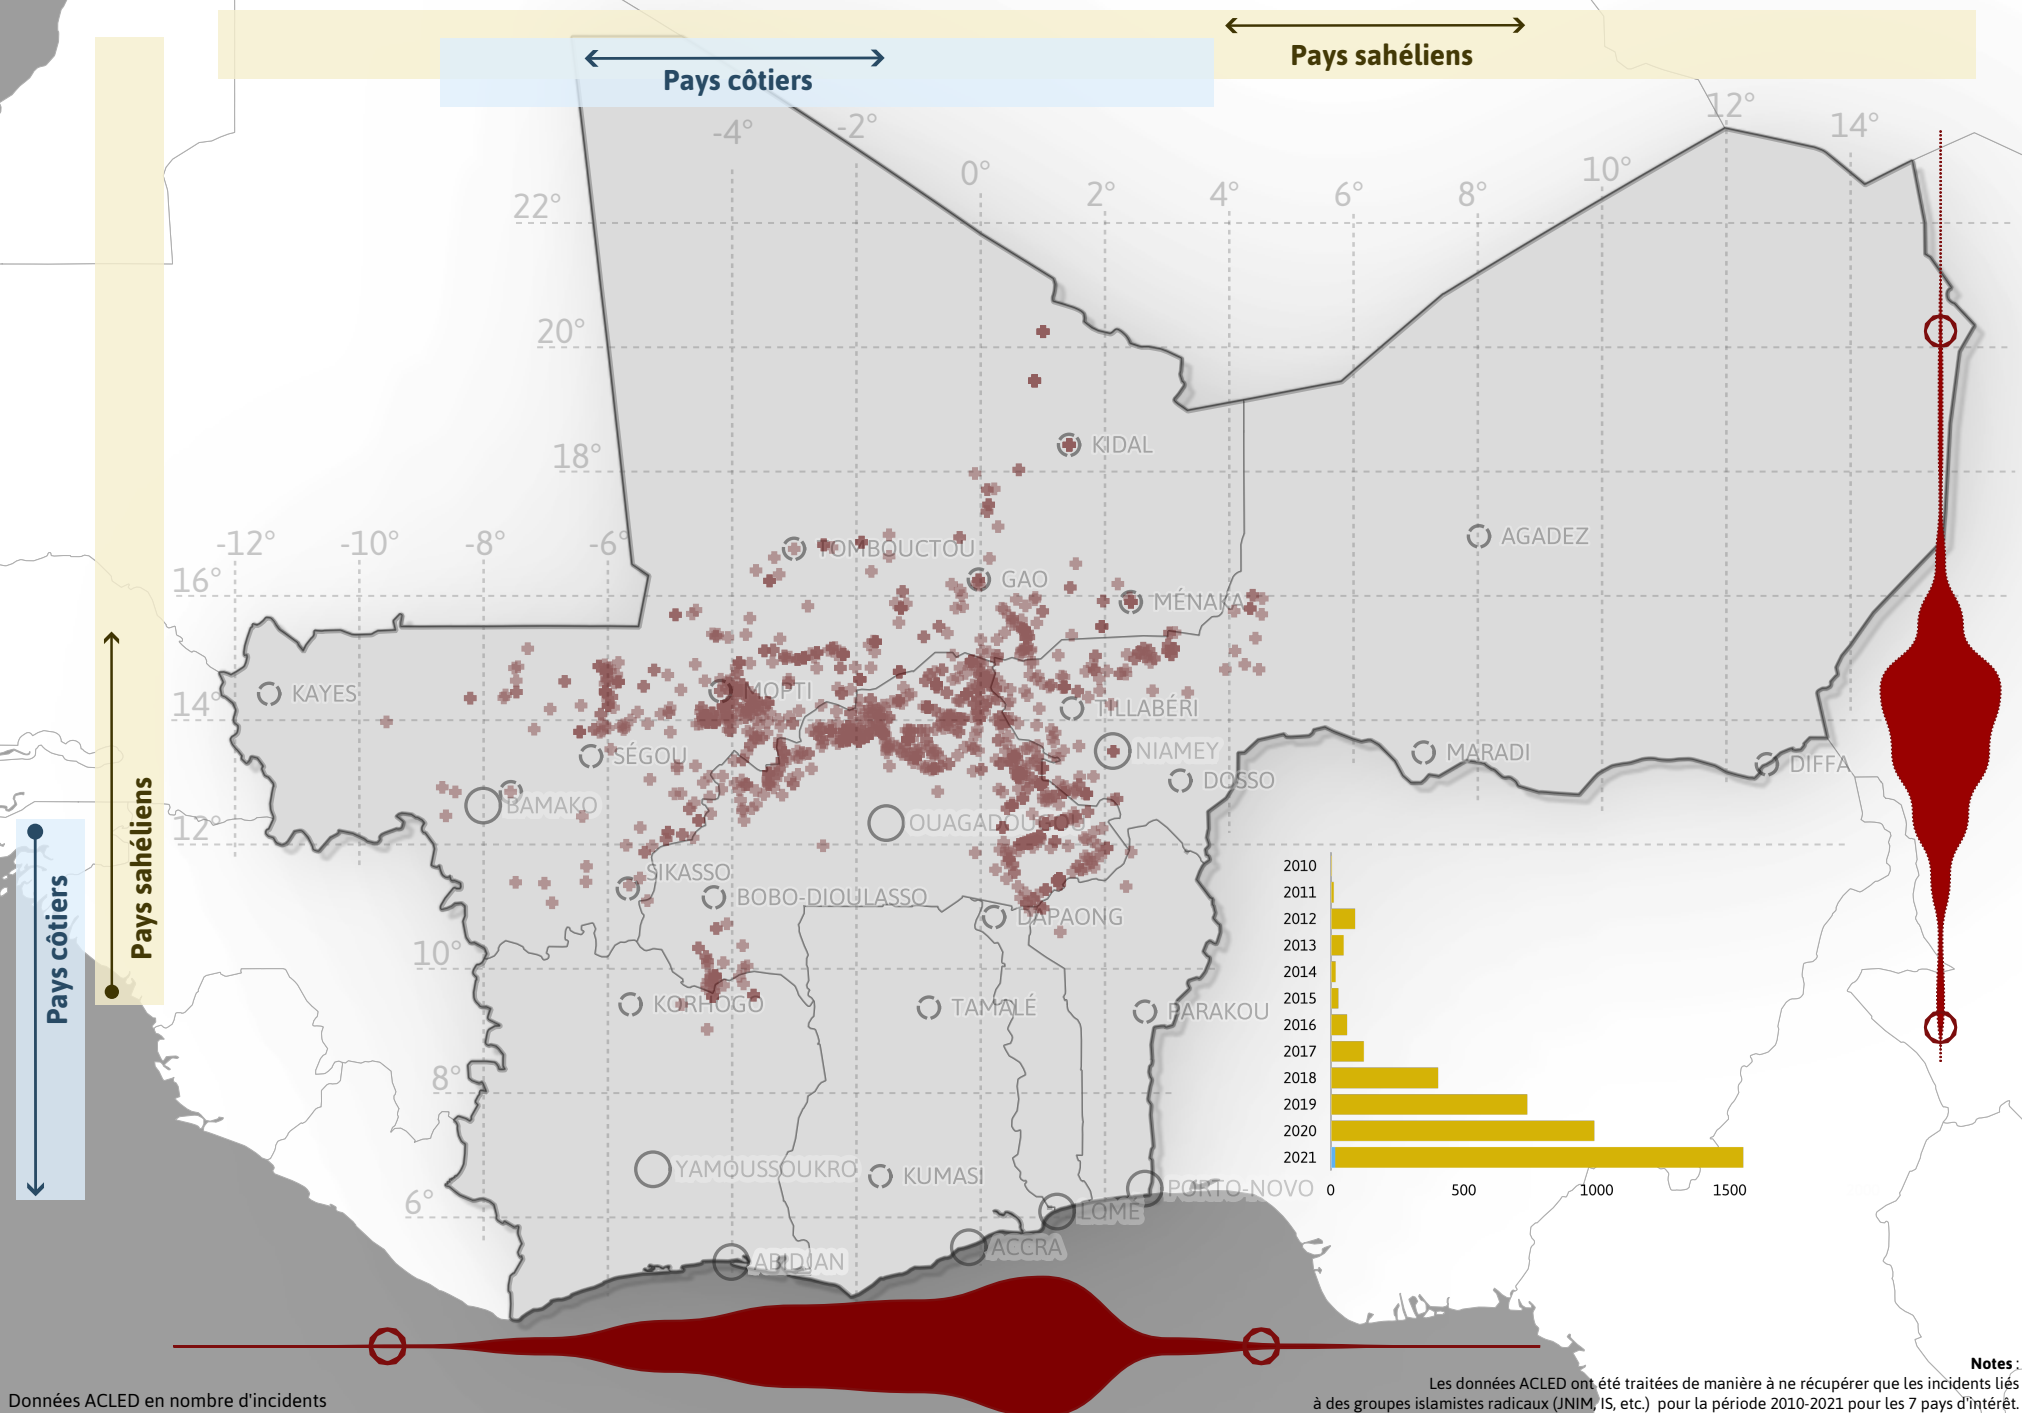 Pays sahéliens
Pays côtiers
-4°
-2°
0°
2°
4°
6°
8°
10°
12°
14°
22°
20°
18°
-12°
-10°
-8°
-6°
16°
14°
12°
10°
8°
6°
KIDAL
TOMBOUCTOU
GAO
MÉNAKA
AGADEZ
KAYES
MOPTI
TILLABÉRI
SÉGOU
NIAMEY
MARADI
DIFFA
DOSSO
BAMAKO
OUAGADOUGOU
SIKASSO
BOBO-DIOULASSO
DAPAONG
KORHOGO
TAMALÉ
PARAKOU
YAMOUSSOUKRO
KUMASI
PORTO-NOVO
LOMÉ
ACCRA
ABIDJAN
Pays sahéliens
Pays côtiers
2010
2011
2012
2013
2014
2015
2016
2017
2018
2019
2020
2021
0 500 1000 1500
Données ACLED en nombre d'incidents
Notes :
Les données ACLED ont été traitées de manière à ne récupérer que les incidents liés
à des groupes islamistes radicaux (JNIM, IS, etc.) pour la période 2010-2021 pour les 7 pays d'intérêt.